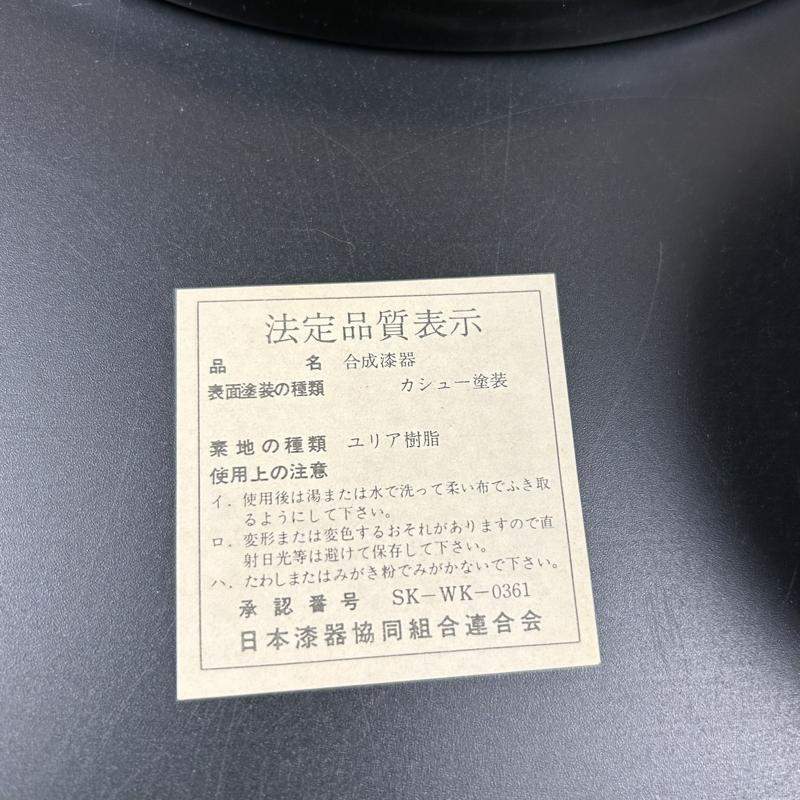 法定品質表示
品名 合成漆器
表面塗装の種類 カシュー塗装
素地の種類 ユリア樹脂
使用上の注意
イ．使用後は湯または水で洗って柔い布でふき取
るようにして下さい。
ロ．変形または変色するおそれがありますので直
射日光等は避けて保存して下さい。
ハ．たわしまたはみがき粉でみがかないで下さい。
承認番号 SK－WK－0361
日本漆器協同組合連合会